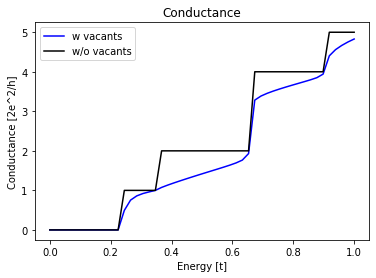 Conductance
w vacants
w/o vacants
Conductance [2e^2/h]
5
4
3
2
1
0
0.0 0.2 0.4 0.6 0.8 1.0
Energy [t]